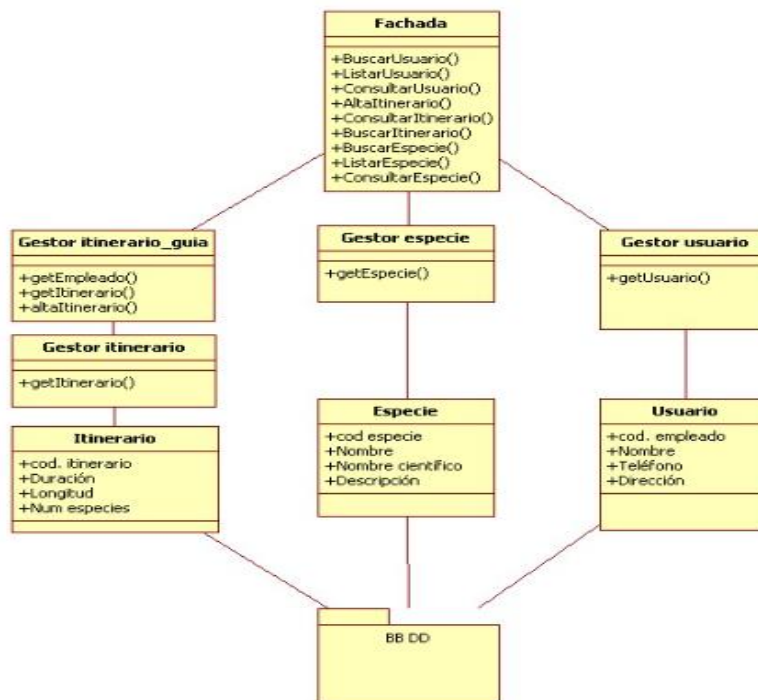 Fachada
+BuscarUsuario()
+ListarUsuario()
+ConsultarUsuario()
+AltaItinerario()
+ConsultarItinerario()
+BuscarItinerario()
+BuscarEspecie()
+ListarEspecie()
+ConsultarEspecie()
Gestor itinerario_guia
+getEmpleado()
+getItinerario()
+altaItinerario()
Gestor especie
+getEspecie()
Gestor usuario
+getUsuario()
Gestor itinerario
+getItinerario()
Itinerario
+cod. itinerario
+Duración
+Longitud
+Num especies
Especie
+cod especie
+Nombre
+Nombre científico
+Descripción
Usuario
+cod. empleado
+Nombre
+Teléfono
+Dirección
BB DD